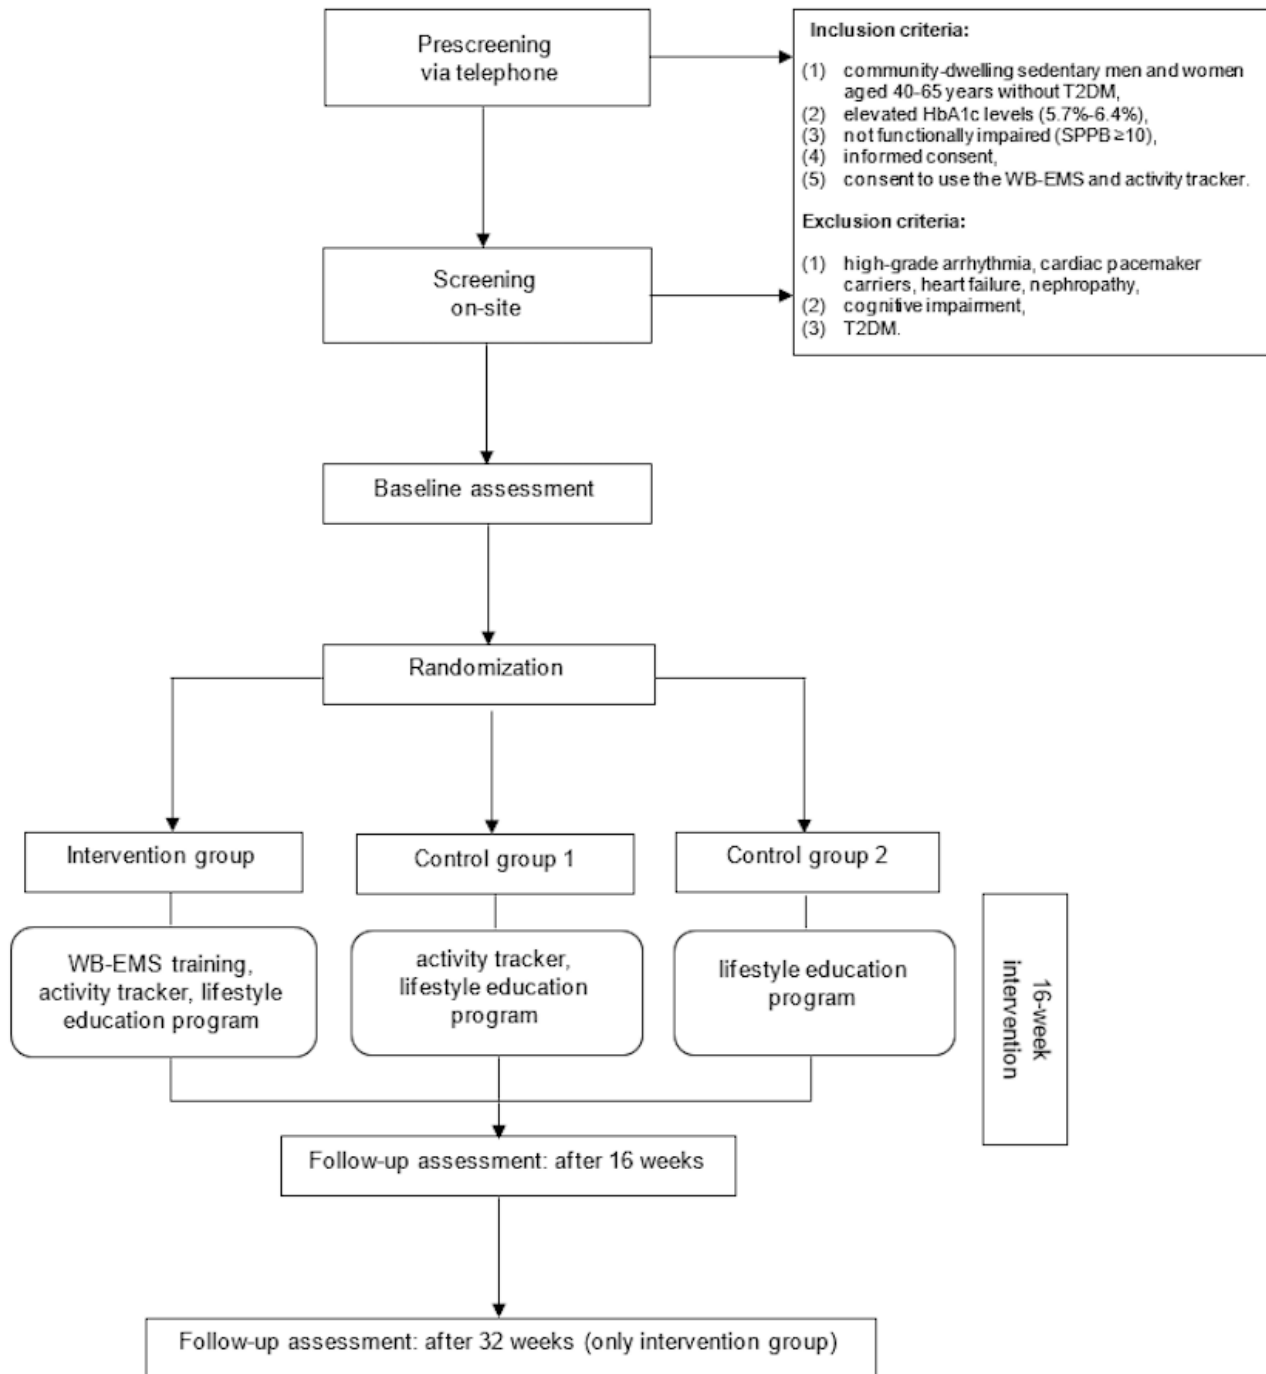 Prescreening
via telephone
Inclusion criteria:
(1) community-dwelling sedentary men and women
aged 40-65 years without T2DM,
(2) elevated HbA1c levels (5.7%-6.4%),
(3) not functionally impaired (SPPB ≥10),
(4) informed consent,
(5) consent to use the WB-EMS and activity tracker.
Exclusion criteria:
(1) high-grade arrhythmia, cardiac pacemaker
carriers, heart failure, nephropathy,
(2) cognitive impairment,
(3) T2DM.
Screening
on-site
Baseline assessment
Randomization
Intervention group
Control group 1
Control group 2
WB-EMS training,
activity tracker, lifestyle
education program
activity tracker,
lifestyle education
program
lifestyle education
program
16-week
intervention
Follow-up assessment: after 16 weeks
Follow-up assessment: after 32 weeks (only intervention group)